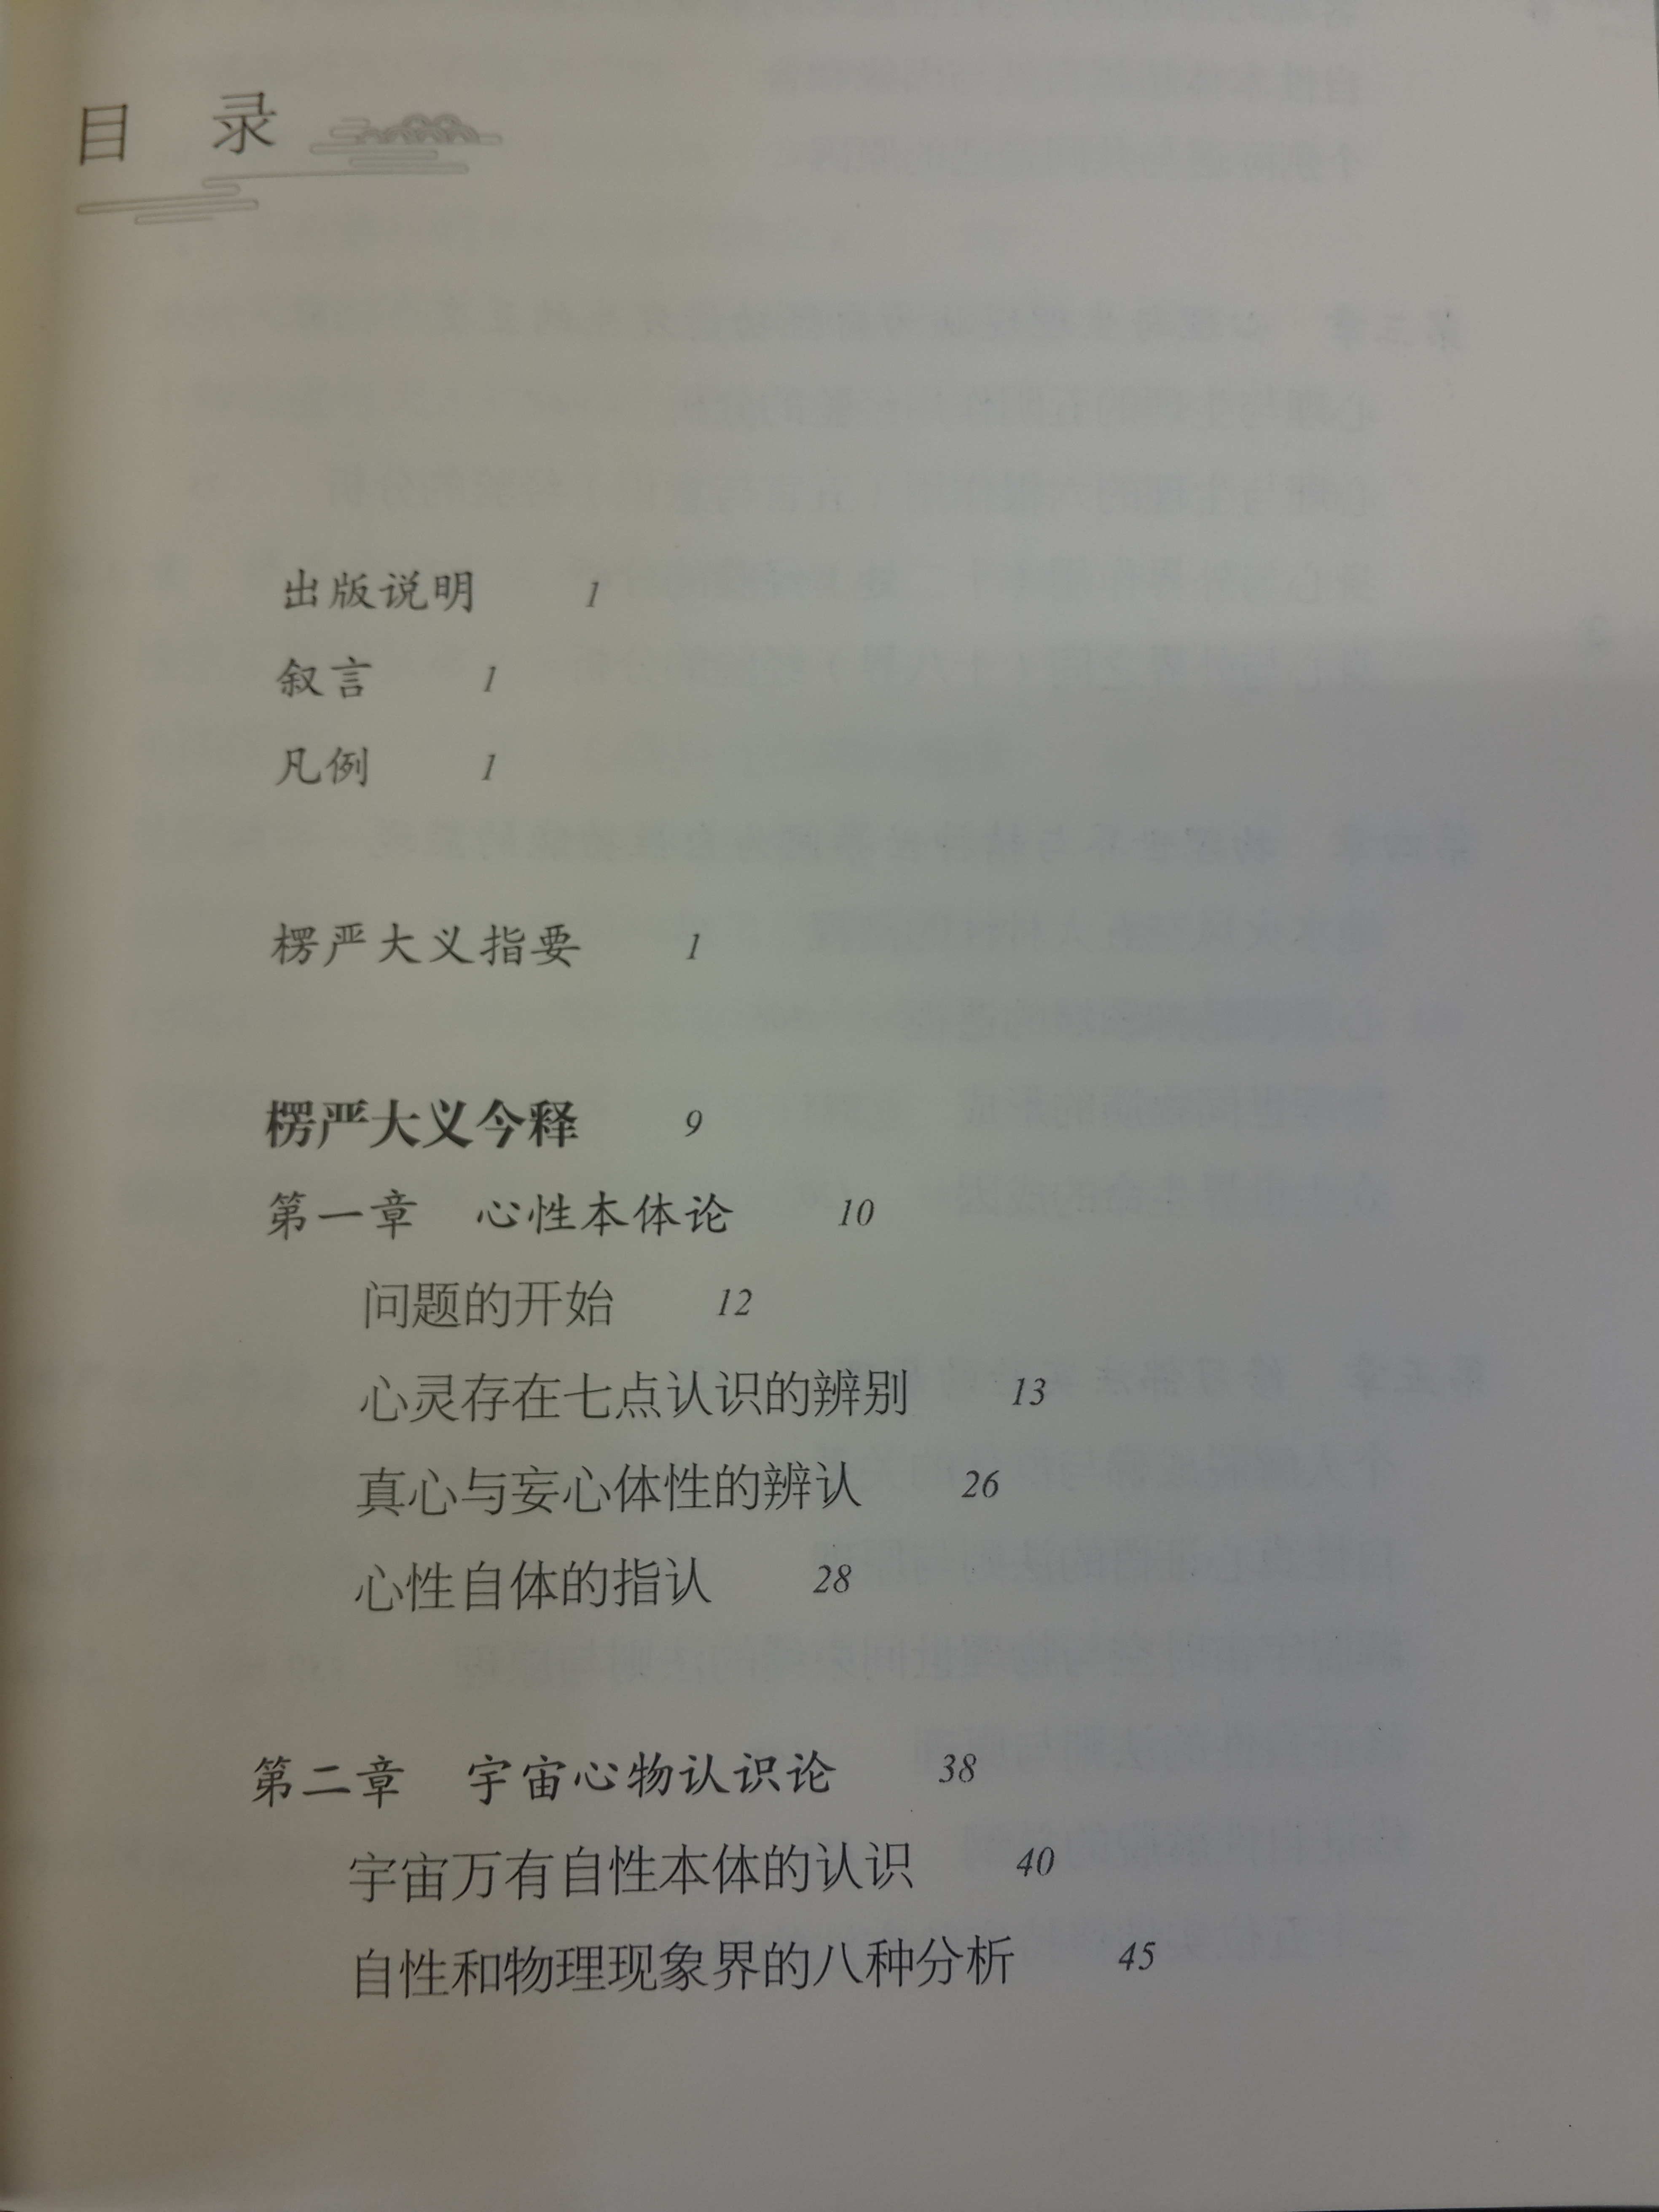 目 录
出版说明 1
叙言 1
凡例 1
楞严大义指要 1
楞严大义今释 9
第一章 心性本体论 10
问题的开始 12
心灵存在七点认识的辨别 13
真心与妄心体性的辨认 26
心性自体的指认 28
第二章 宇宙心物认识论 38
宇宙万有自性本体的认识 40
自性和物理现象界的八种分析 45